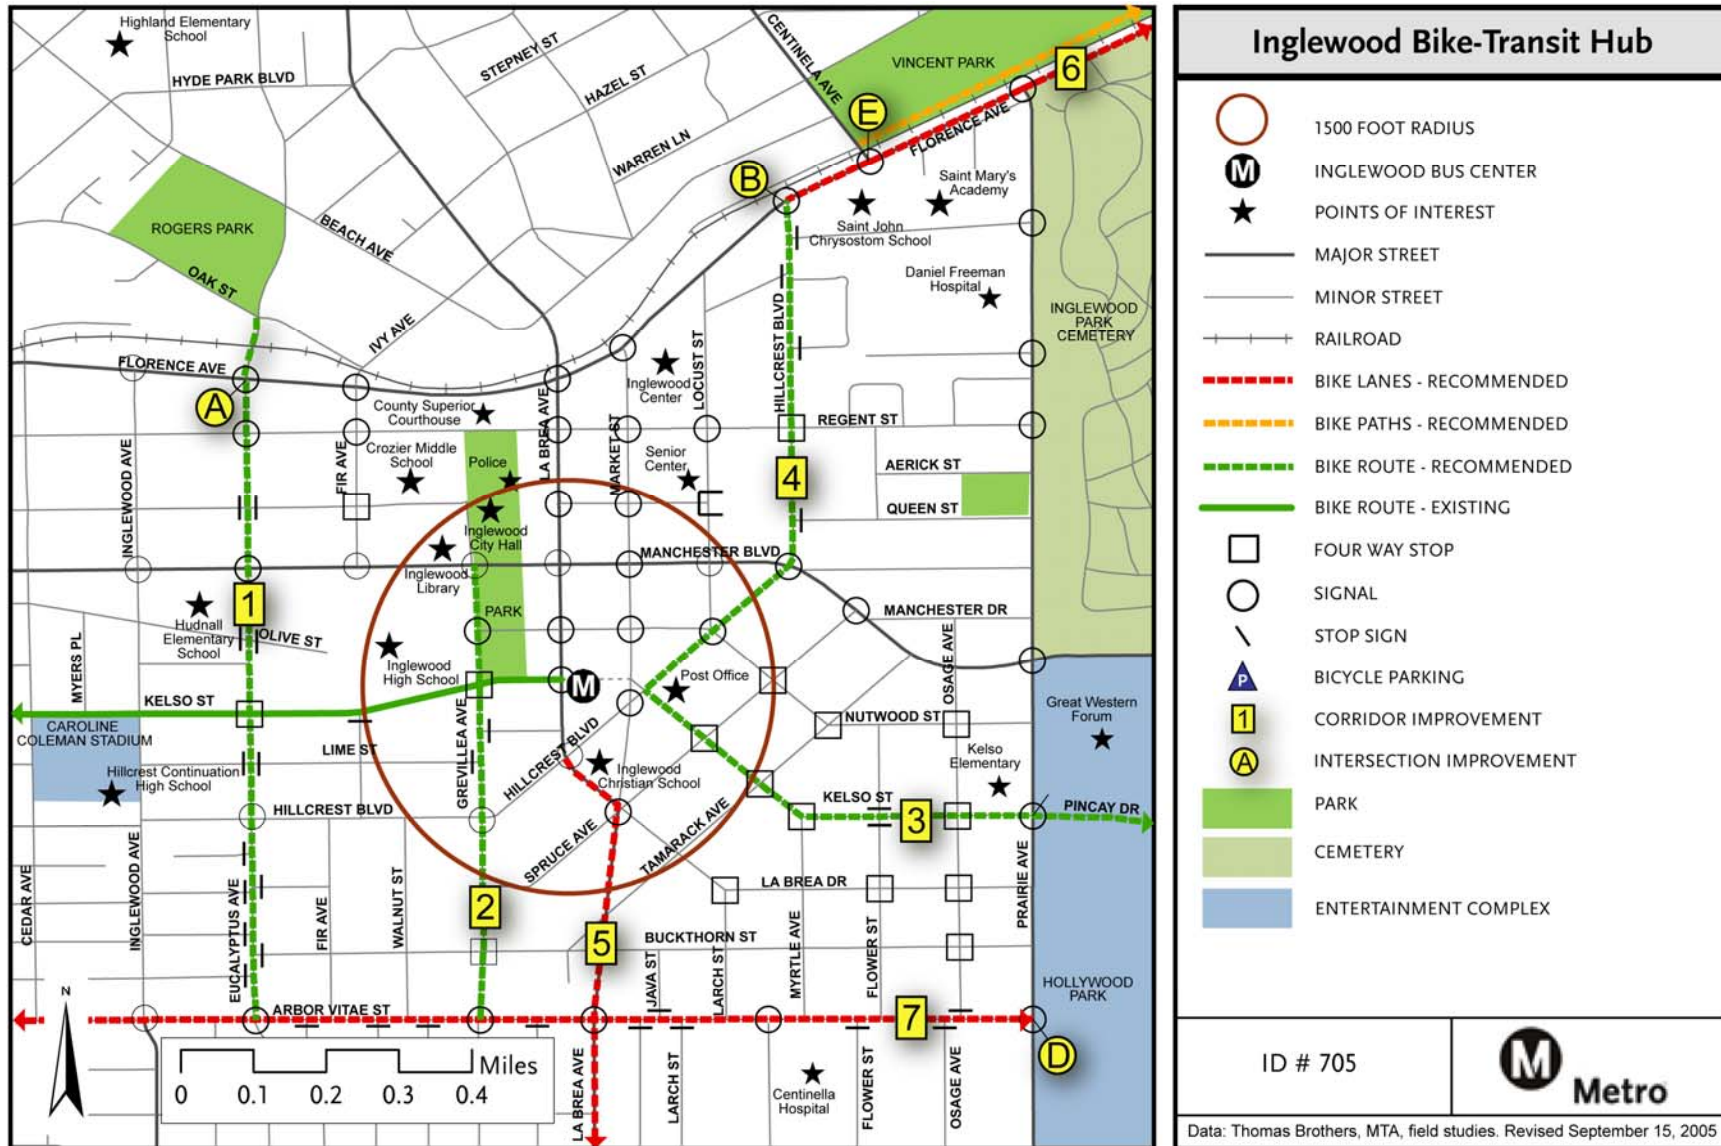 Highland Elementary
School
HYDE PARK BLVD
STEPNEY ST
HAZEL ST
WARREN LN
CENTINELA AVE
VINCENT PARK
6
E
FLORENCE AVE
B
Saint Mary's
Academy
Saint John
Chrysostom School
ROGERS PARK
BEACH AVE
OAK ST
IVY AVE
Daniel Freeman
Hospital
INGLEWOOD
PARK
CEMETERY
HILLCREST BLVD
LOCUST ST
FLORENCE AVE
A
Inglewood
Center
County Superior
Courthouse
LA BREA AVE
MARKET ST
REGENT ST
INGLEWOOD AVE
FIR AVE
Crozier Middle
School
Police
Senior
Center
4
AERICK ST
QUEEN ST
Inglewood
City Hall
MANCHESTER BLVD
Inglewood
Library
1
PARK
MANCHESTER DR
Hudnall
Elementary
School
OLIVE ST
MYERS PL
Inglewood
High School
M
Post Office
OSAGE AVE
KELSO ST
CAROLINE
COLEMAN STADIUM
GREVILLEA AVE
NUTWOOD ST
Great Western
Forum
LIME ST
HILLCREST BLVD
Inglewood
Christian School
Kelso
Elementary
Hillcrest Continuation
High School
HILLCREST BLVD
KELSO ST
3
PINCAY DR
SPRUCE AVE
TAMARACK AVE
CEDAR AVE
INGLEWOOD AVE
EUCALYPTUS AVE
FIR AVE
WALNUT ST
2
LA BREA DR
PRAIRIE AVE
5
BUCKTHORN ST
JAVA ST
LARCH ST
MYRTLE AVE
FLOWER ST
HOLLYWOOD
PARK
N
ARBOR VITAE ST
7
D
Miles
0 0.1 0.2 0.3 0.4
LA BREA AVE
LARCH ST
Centinella
Hospital
FLOWER ST
OSAGE AVE
Inglewood Bike-Transit Hub
1500 FOOT RADIUS
M INGLEWOOD BUS CENTER
POINTS OF INTEREST
MAJOR STREET
MINOR STREET
RAILROAD
BIKE LANES - RECOMMENDED
BIKE PATHS - RECOMMENDED
BIKE ROUTE - RECOMMENDED
BIKE ROUTE - EXISTING
FOUR WAY STOP
SIGNAL
STOP SIGN
P BICYCLE PARKING
1 CORRIDOR IMPROVEMENT
A INTERSECTION IMPROVEMENT
PARK
CEMETERY
ENTERTAINMENT COMPLEX
ID # 705
M Metro
Data: Thomas Brothers, MTA, field studies. Revised September 15, 2005